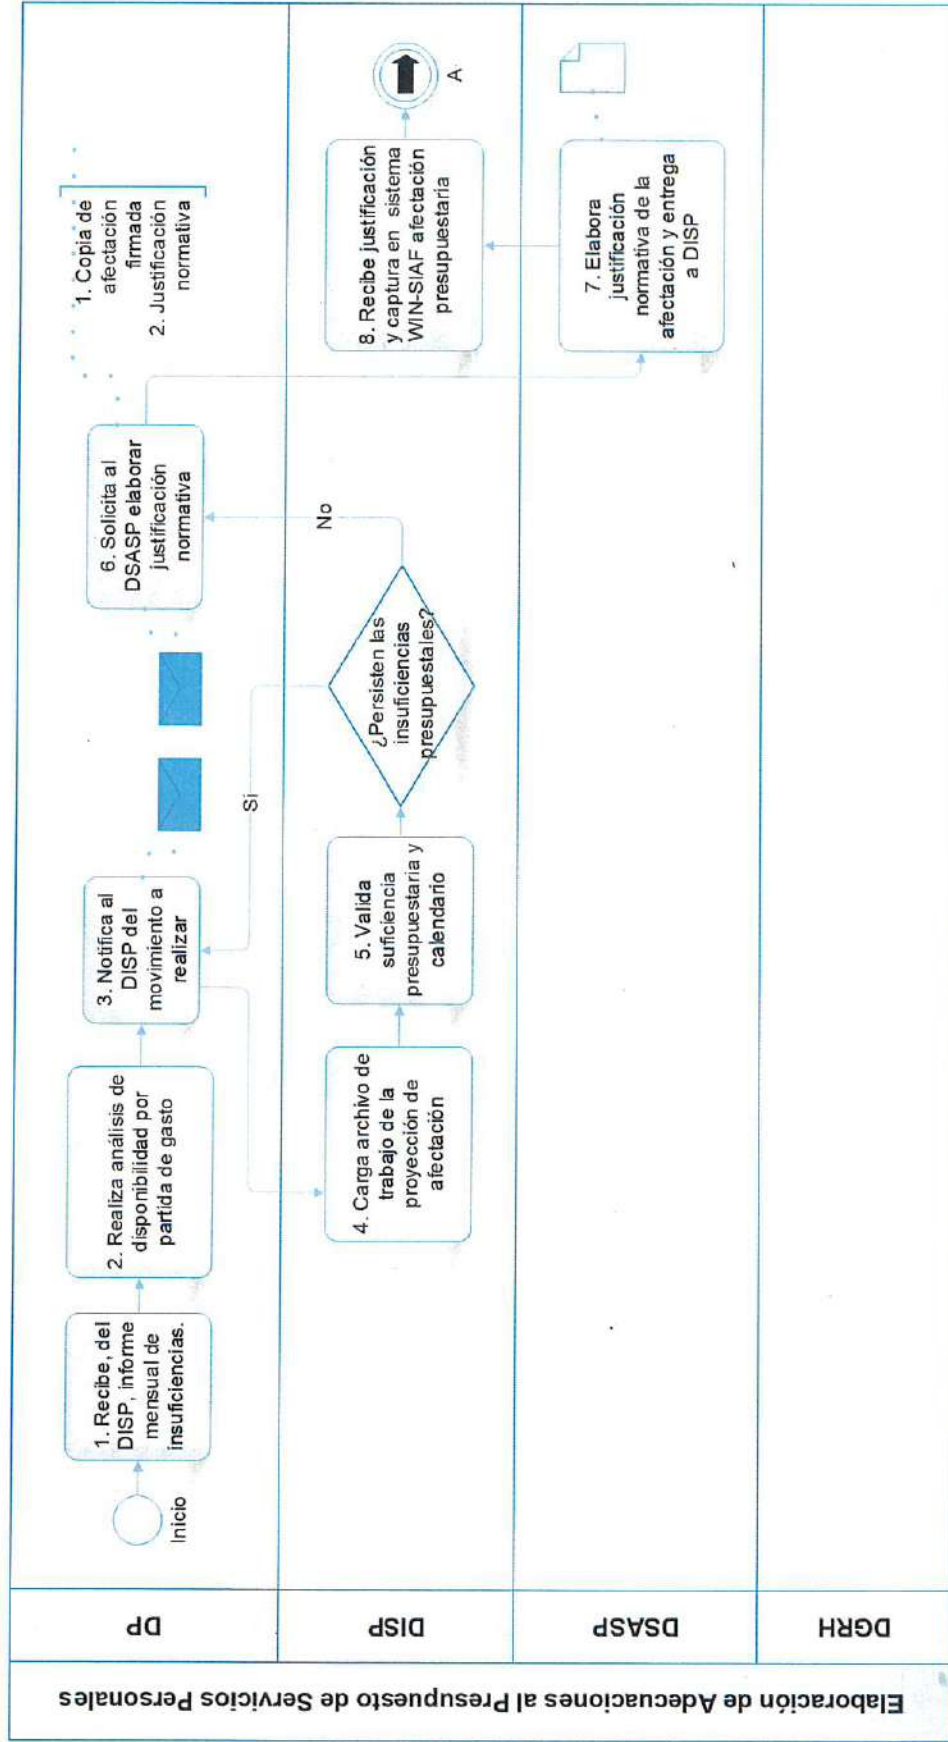 Elaboración de Adecuaciones al Presupuesto de Servicios Personales
DP
Inicio
1. Recibe, del
DISP, informe
mensual de
insuficiencias.
2. Realiza análisis de
disponibilidad por
partida de gasto
3. Notifica al
DISP del
movimiento a
realizar
6. Solicita al
DSASP elaborar
justificación
normativa
1. Copia de
afectación
firmada
2. Justificación
normativa
Si
DISP
4. Carga archivo de
trabajo de la
proyección de
afectación
5. Valida
suficiencia
presupuestaria y
calendario
¿Persisten las
insuficiencias
presupuestales?
No
8. Recibe justificación
y captura en sistema
WIN-SIAF afectación
presupuestaria
A
DSASP
7. Elabora
justificación
normativa de la
afectación y entrega
a DISP
DGRH